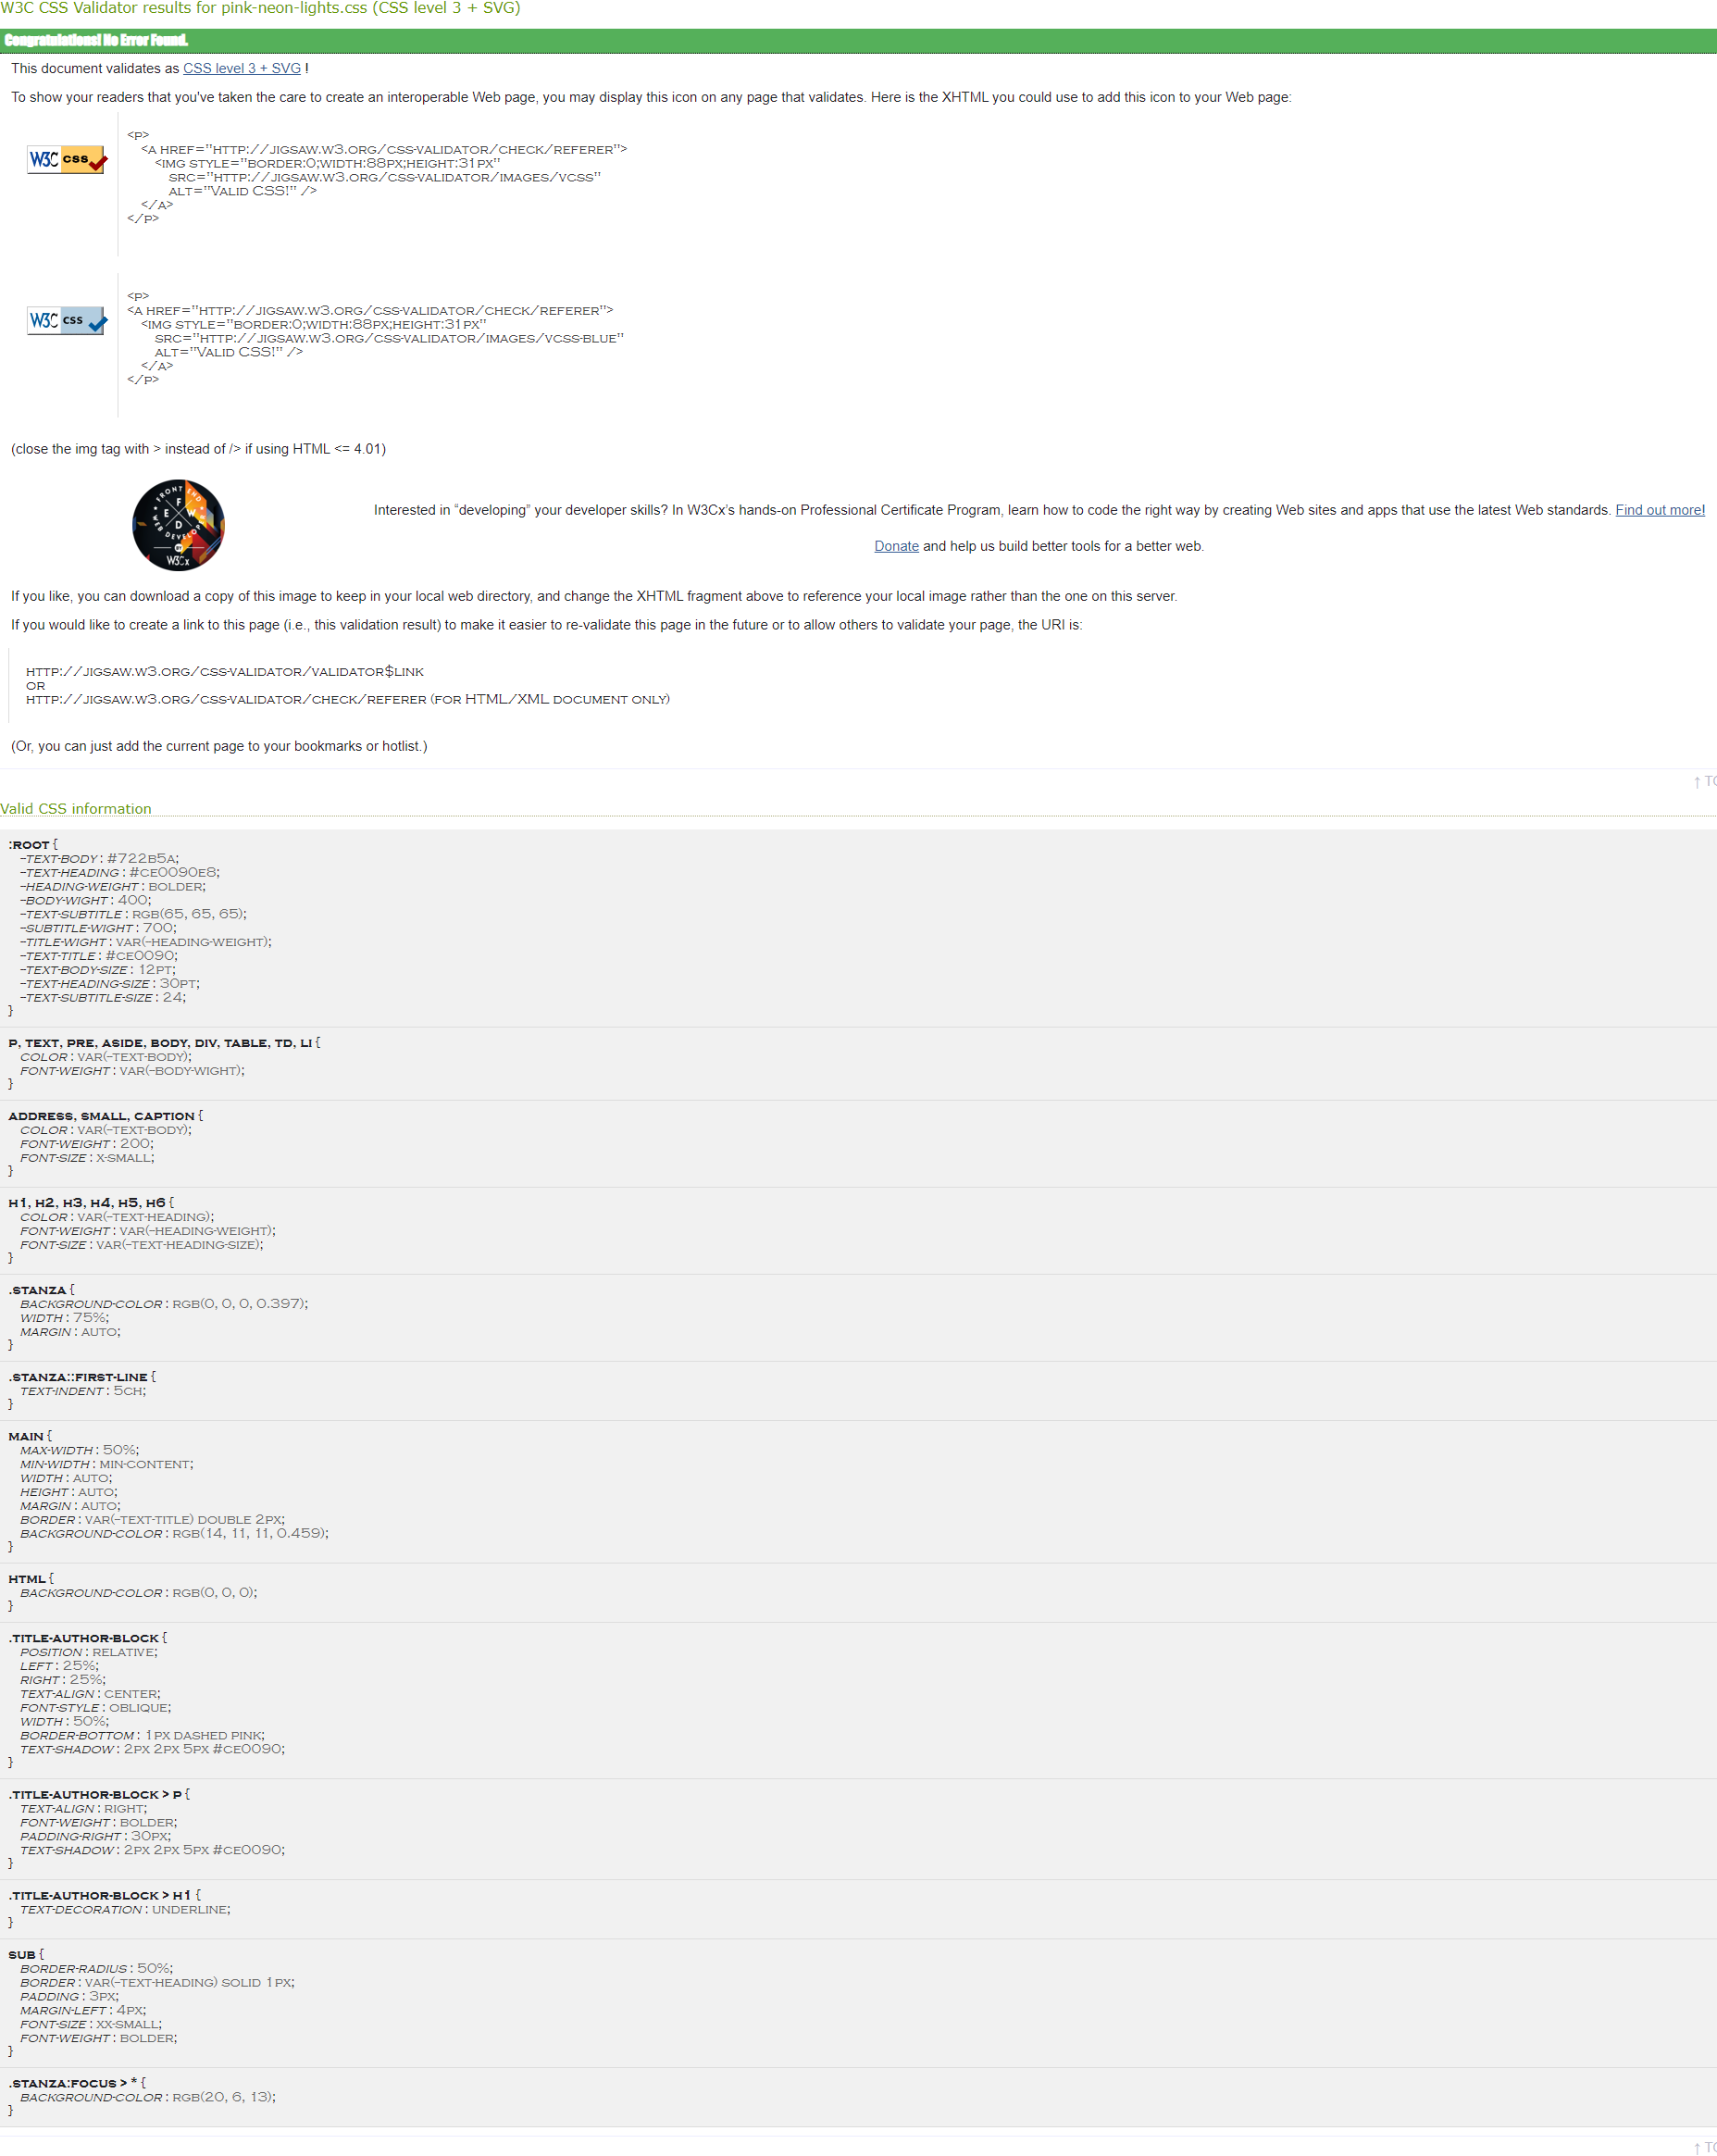 W3C CSS Validator results for pink-neon-lights.css (CSS level 3 + SVG)
Congratulations! No Error Found.
This document validates as CSS level 3 + SVG !
To show your readers that you've taken the care to create an interoperable Web page, you may display this icon on any page that validates. Here is the XHTML you could use to add this icon to your Web page:
W3C CSS
<P>
<A HREF="HTTP://JIGSAW.W3.ORG/CSS-VALIDATOR/CHECK/REFERER">
<IMG STYLE="BORDER:0;WIDTH:88PX;HEIGHT:31PX"
SRC="HTTP://JIGSAW.W3.ORG/CSS-VALIDATOR/IMAGES/VCSS"
ALT="VALID CSS!" />
</A>
</P>
W3C CSS
<P>
<A HREF="HTTP://JIGSAW.W3.ORG/CSS-VALIDATOR/CHECK/REFERER">
<IMG STYLE="BORDER:0;WIDTH:88PX;HEIGHT:31PX"
SRC="HTTP://JIGSAW.W3.ORG/CSS-VALIDATOR/IMAGES/VCSS-BLUE"
ALT="VALID CSS!" />
</A>
</P>
(close the img tag with > instead of /> if using HTML <= 4.01)
FRONT END
F E W D
WEB DEVELOPER
BY
W3Cx
Interested in “developing” your developer skills? In W3Cx’s hands-on Professional Certificate Program, learn how to code the right way by creating Web sites and apps that use the latest Web standards. Find out more!
Donate and help us build better tools for a better web.
If you like, you can download a copy of this image to keep in your local web directory, and change the XHTML fragment above to reference your local image rather than the one on this server.
If you would like to create a link to this page (i.e., this validation result) to make it easier to re-validate this page in the future or to allow others to validate your page, the URI is:
HTTP://JIGSAW.W3.ORG/CSS-VALIDATOR/VALIDATOR$LINK
OR
HTTP://JIGSAW.W3.ORG/CSS-VALIDATOR/CHECK/REFERER (FOR HTML/XML DOCUMENT ONLY)
(Or, you can just add the current page to your bookmarks or hotlist.)
↑ TO
Valid CSS information
:ROOT {
--TEXT-BODY : #722B5A;
--TEXT-HEADING : #CE0090E8;
--HEADING-WEIGHT : BOLDER;
--BODY-WIGHT : 400;
--TEXT-SUBTITLE : RGB(65, 65, 65);
--SUBTITLE-WIGHT : 700;
--TITLE-WIGHT : VAR(--HEADING-WEIGHT);
--TEXT-TITLE : #CE0090;
--TEXT-BODY-SIZE : 12PT;
--TEXT-HEADING-SIZE : 30PT;
--TEXT-SUBTITLE-SIZE : 24;
}
P, TEXT, PRE, ASIDE, BODY, DIV, TABLE, TD, LI {
COLOR : VAR(--TEXT-BODY);
FONT-WEIGHT : VAR(--BODY-WIGHT);
}
ADDRESS, SMALL, CAPTION {
COLOR : VAR(--TEXT-BODY);
FONT-WEIGHT : 200;
FONT-SIZE : X-SMALL;
}
H1, H2, H3, H4, H5, H6 {
COLOR : VAR(--TEXT-HEADING);
FONT-WEIGHT : VAR(--HEADING-WEIGHT);
FONT-SIZE : VAR(--TEXT-HEADING-SIZE);
}
.STANZA {
BACKGROUND-COLOR : RGB(0, 0, 0, 0.397);
WIDTH : 75%;
MARGIN : AUTO;
}
.STANZA::FIRST-LINE {
TEXT-INDENT : 5CH;
}
MAIN {
MAX-WIDTH : 50%;
MIN-WIDTH : MIN-CONTENT;
WIDTH : AUTO;
HEIGHT : AUTO;
MARGIN : AUTO;
BORDER : VAR(--TEXT-TITLE) DOUBLE 2PX;
BACKGROUND-COLOR : RGB(14, 11, 11, 0.459);
}
HTML {
BACKGROUND-COLOR : RGB(0, 0, 0);
}
.TITLE-AUTHOR-BLOCK {
POSITION : RELATIVE;
LEFT : 25%;
RIGHT : 25%;
TEXT-ALIGN : CENTER;
FONT-STYLE : OBLIQUE;
WIDTH : 50%;
BORDER-BOTTOM : 1PX DASHED PINK;
TEXT-SHADOW : 2PX 2PX 5PX #CE0090;
}
.TITLE-AUTHOR-BLOCK > P {
TEXT-ALIGN : RIGHT;
FONT-WEIGHT : BOLDER;
PADDING-RIGHT : 30PX;
TEXT-SHADOW : 2PX 2PX 5PX #CE0090;
}
.TITLE-AUTHOR-BLOCK > H1 {
TEXT-DECORATION : UNDERLINE;
}
SUB {
BORDER-RADIUS : 50%;
BORDER : VAR(--TEXT-HEADING) SOLID 1PX;
PADDING : 3PX;
MARGIN-LEFT : 4PX;
FONT-SIZE : XX-SMALL;
FONT-WEIGHT : BOLDER;
}
.STANZA:FOCUS > * {
BACKGROUND-COLOR : RGB(20, 6, 13);
}
↑ TO